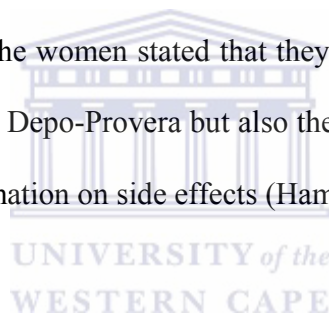 he women stated that they
Depo-Provera but also the
nation on side effects (Ham
UNIVERSITY of the
WESTERN CAPE